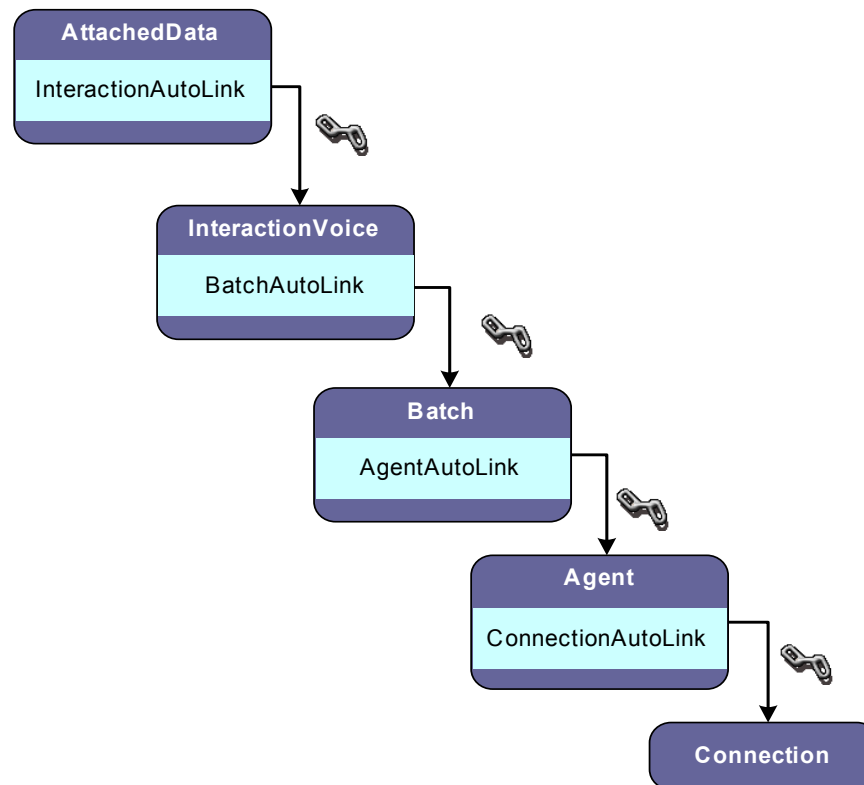 AttachedData
InteractionAutoLink
InteractionVoice
BatchAutoLink
Batch
AgentAutoLink
Agent
ConnectionAutoLink
Connection